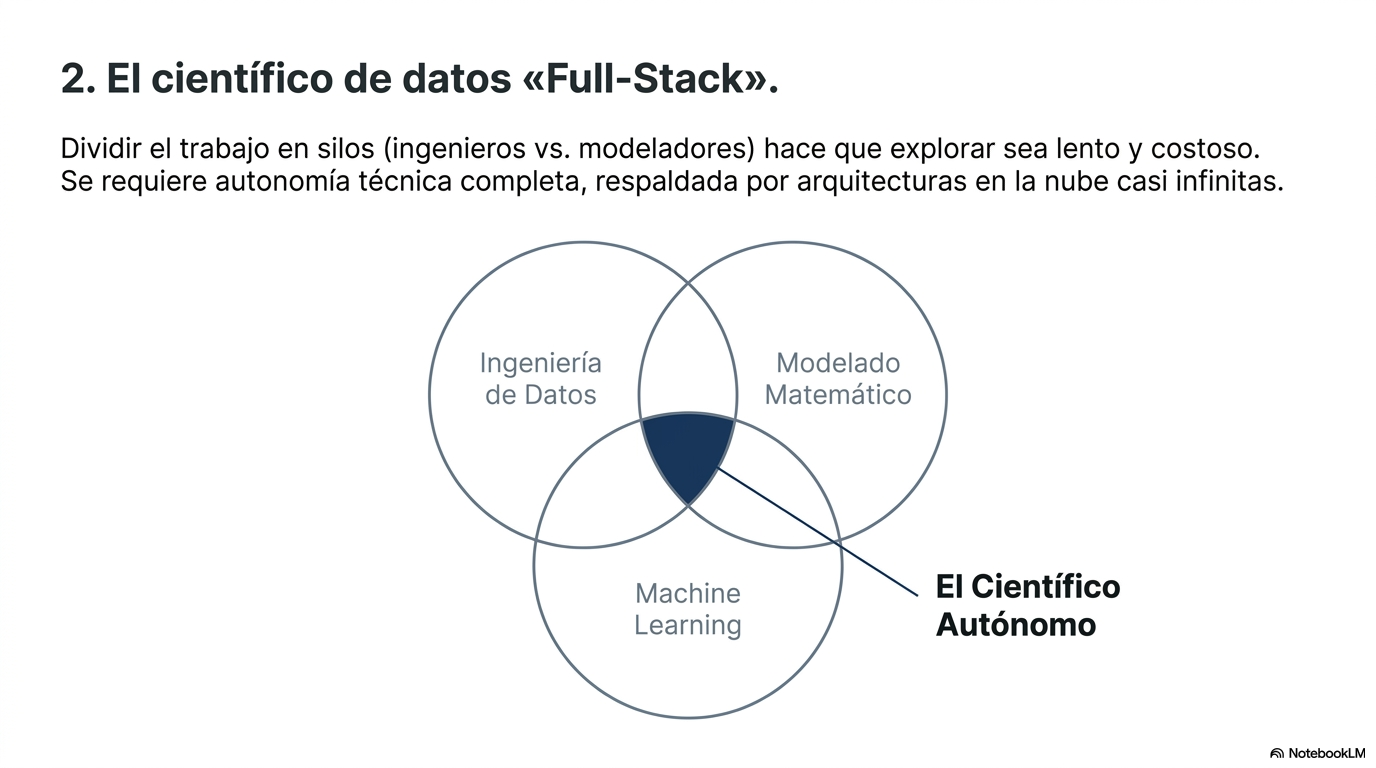 2. El científico de datos «Full-Stack».
Dividir el trabajo en silos (ingenieros vs. modeladores) hace que explorar sea lento y costoso.
Se requiere autonomía técnica completa, respaldada por arquitecturas en la nube casi infinitas.
Ingeniería
de Datos
Modelado
Matemático
Machine
Learning
El Científico
Autónomo
NotebookLM